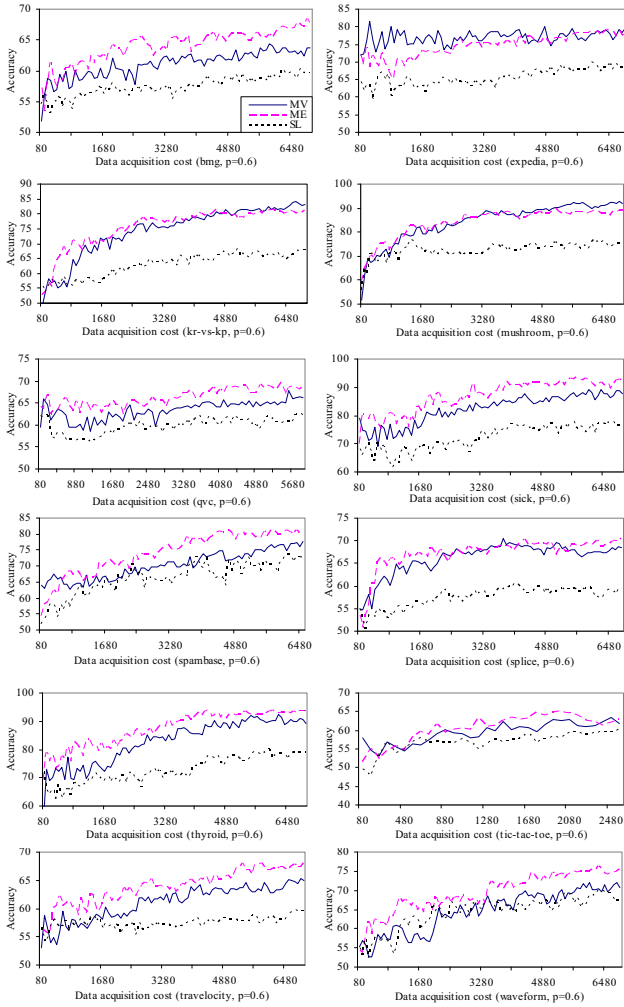 70
65
60
55
50
Accuracy
MV
ME
SL
80 1680 3280 4880 6480
Data acquisition cost (bmg, p=0.6)
85
80
75
70
65
60
55
50
Accuracy
80 1680 3280 4880 6480
Data acquisition cost (expedia, p=0.6)
90
85
80
75
70
65
60
55
50
Accuracy
80 1680 3280 4880 6480
Data acquisition cost (kr-vs-kp, p=0.6)
100
90
80
70
60
50
Accuracy
80 1680 3280 4880 6480
Data acquisition cost (mushroom, p=0.6)
75
70
65
60
55
50
Accuracy
80 880 1680 2480 3280 4080 4880 5680
Data acquisition cost (qvc, p=0.6)
100
90
80
70
60
Accuracy
80 1680 3280 4880 6480
Data acquisition cost (sick, p=0.6)
85
80
75
70
65
60
55
50
Accuracy
80 1680 3280 4880 6480
Data acquisition cost (spambase, p=0.6)
75
70
65
60
55
50
Accuracy
80 1680 3280 4880 6480
Data acquisition cost (splice, p=0.6)
100
90
80
70
60
Accuracy
80 1680 3280 4880 6480
Data acquisition cost (thyroid, p=0.6)
65
70
60
55
50
45
40
Accuracy
80 480 880 1280 1680 2080 2480
Data acquisition cost (tic-tac-toe, p=0.6)
70
65
60
55
50
Accuracy
80 1680 3280 4880 6480
Data acquisition cost (travelocity, p=0.6)
80
75
70
65
60
55
50
Accuracy
80 1680 3280 4880 6480
Data acquisition cost (waveform, p=0.6)